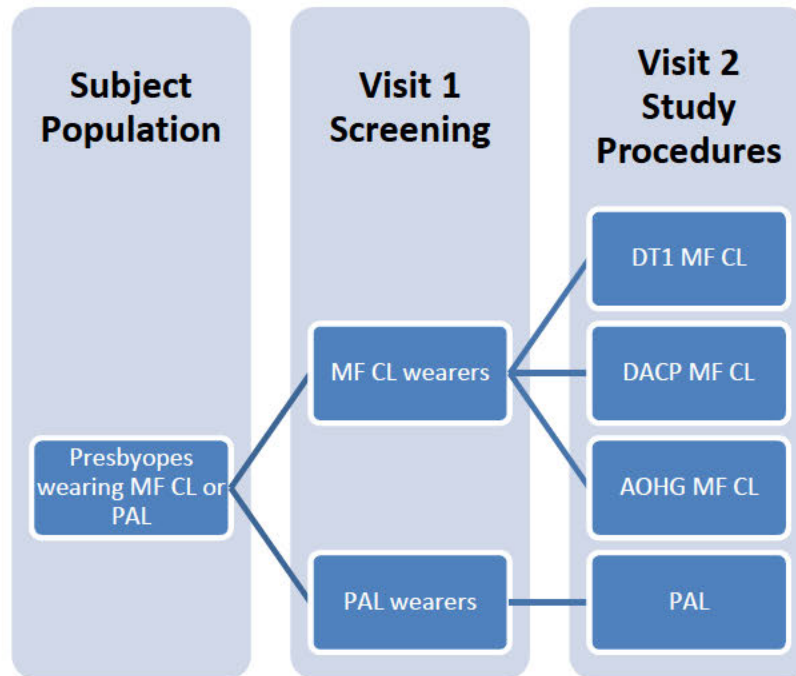 Subject
Population
Presbyopes
wearing MF CL or
PAL
Visit 1
Screening
MF CL wearers
PAL wearers
Visit 2
Study
Procedures
DT1 MF CL
DACP MF CL
AOHG MF CL
PAL